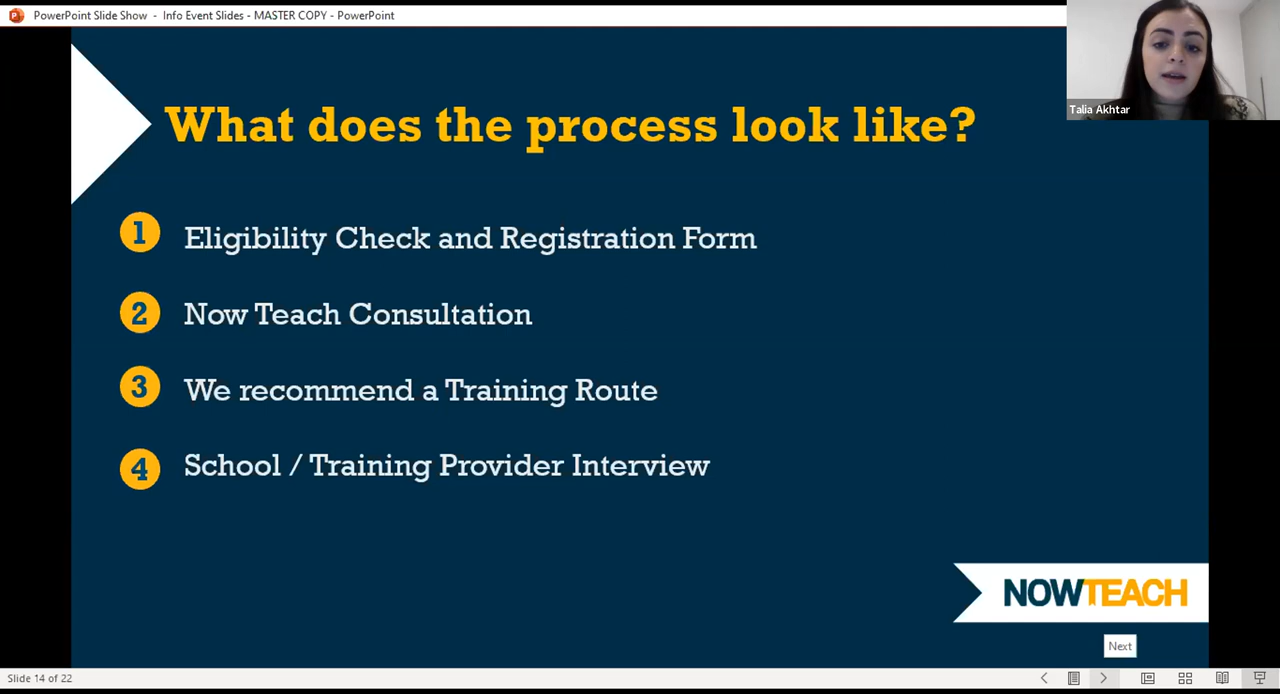 PowerPoint Slide Show - Info Event Slides - MASTER COPY - PowerPoint
Talia Akhtar
What does the process look like?
1 Eligibility Check and Registration Form
2 Now Teach Consultation
3 We recommend a Training Route
4 School / Training Provider Interview
NOWTEACH
Next
Slide 14 of 22